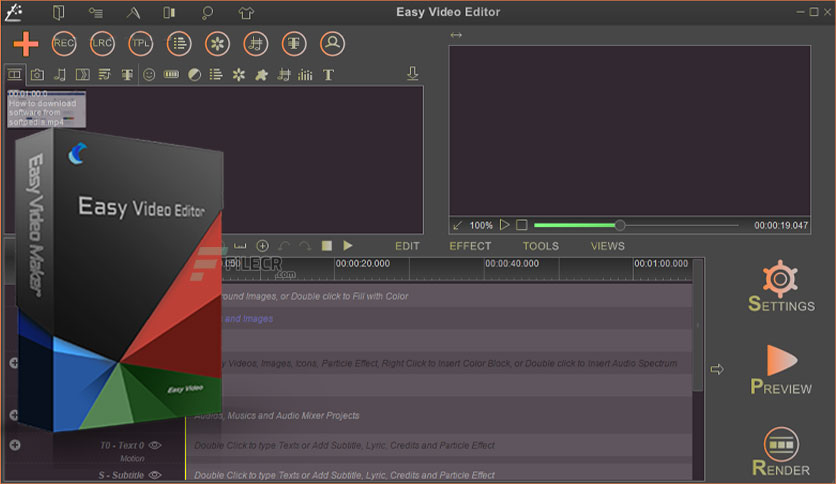 Easy Video Editor
REC
LRC
TPL
T
00:01:00.0
How to download
software from
softpedia.mp4
100%
00:00:19.047
Easy Video Maker
Easy Video Editor
Easy Video
EDIT
EFFECT
TOOLS
VIEWS
FILECR
.com
00:00:20.000
00:00:40.000
00:01:00.000
ound Images, or Double click to Fill with Color
and Images
Videos, Images, Icons, Particle Effect, Right Click to Insert Color Block, or Double click to Insert Audio Spectrum
Audios, Musics and Audio Mixer Projects
T0 - Text 0
Double Click to type Texts or Add Subtitle, Lyric, Credits and Particle Effect
Motion
S - Subtitle
Double Click to type Texts or Add Subtitle, Lyric, Credits and Particle Effect
SETTINGS
PREVIEW
RENDER